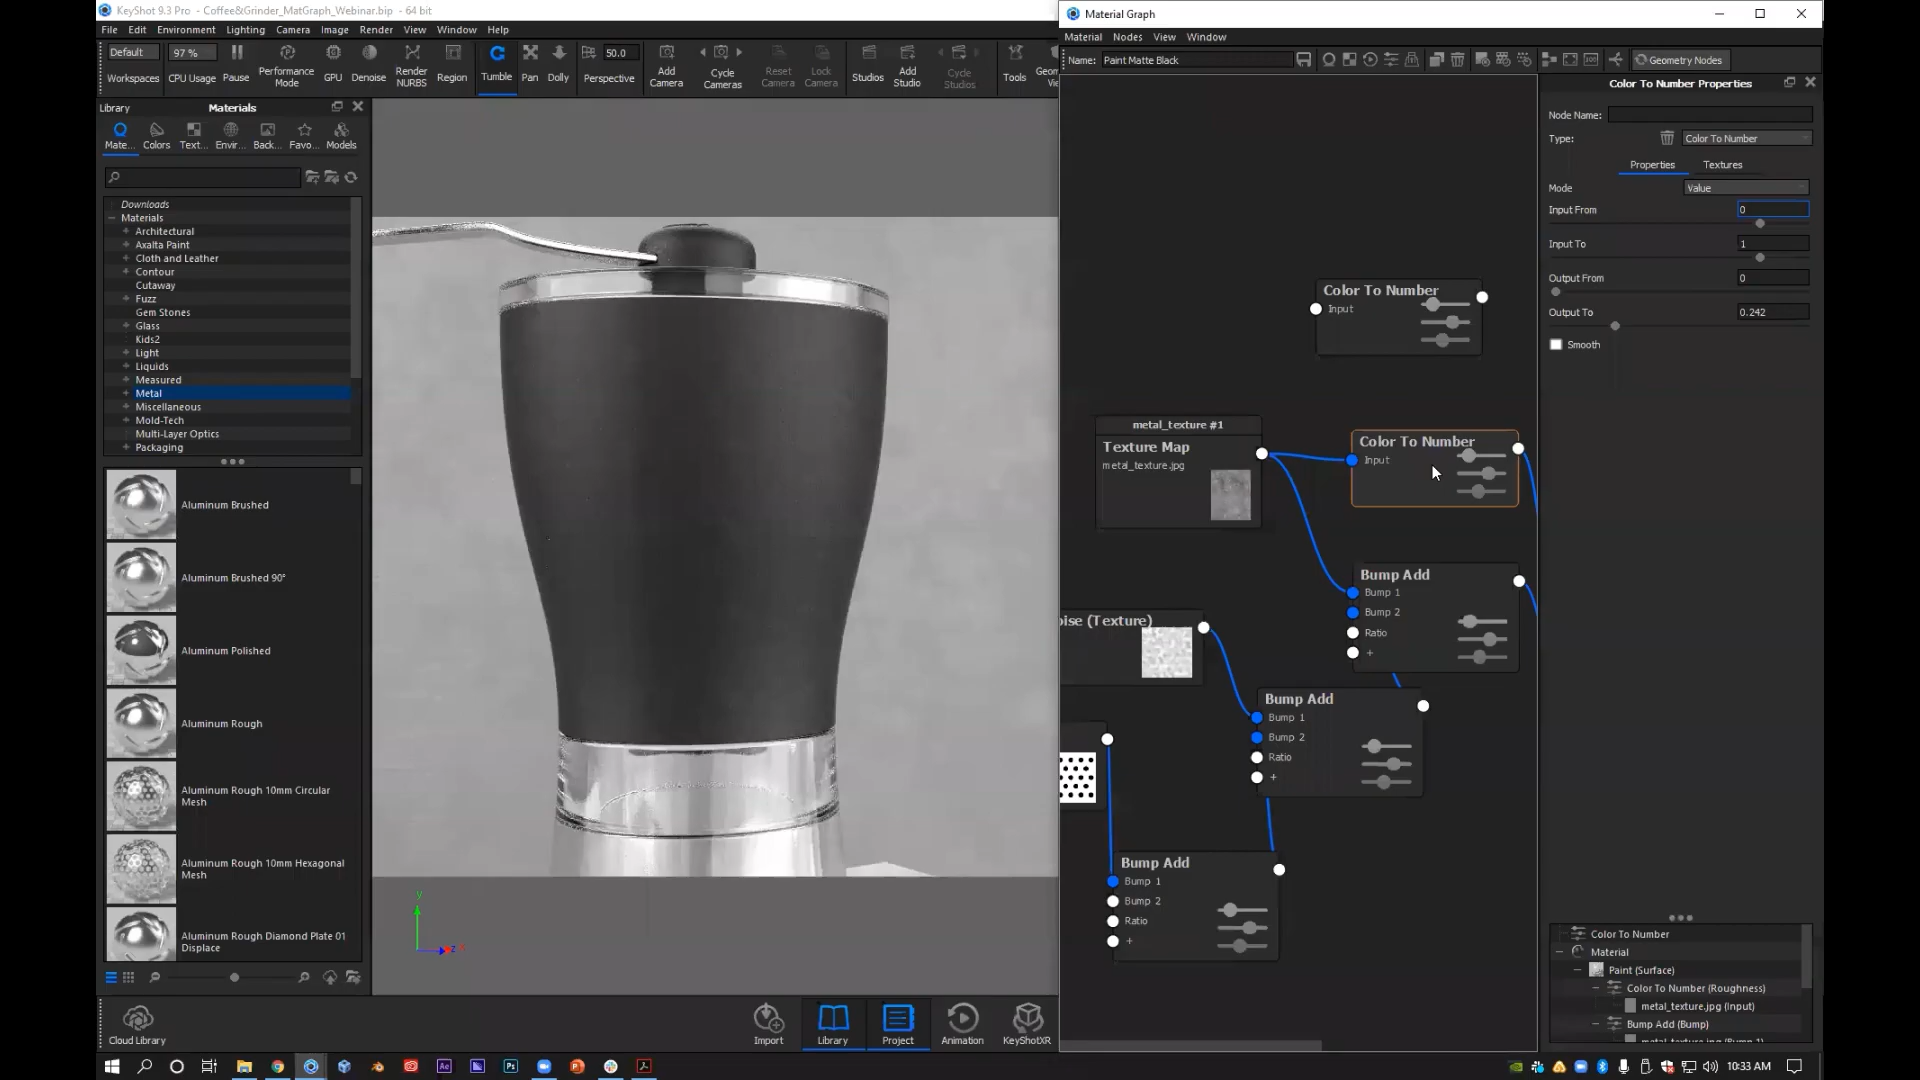 KeyShot 9.3 Pro - Coffee&Grinder_MatGraph_Webinar.bip - 64 bit
File Edit Environment Lighting Camera Image Render View Window Help
Default 97 % 50.0
Workspaces CPU Usage Pause Performance Mode GPU Denoise Render NURBS Region Tumble Pan Dolly Perspective Add Camera Cycle Cameras Reset Camera Lock Camera Studios Add Studio Cycle Studios Tools
Library Materials
Mate... Colors Text... Envir... Back... Favo... Models
Downloads
Materials
Architectural
Axalta Paint
Cloth and Leather
Contour
Cutaway
Fuzz
Gem Stones
Glass
Kids2
Light
Liquids
Measured
Metal
Miscellaneous
Mold-Tech
Multi-Layer Optics
Packaging
Aluminum Brushed
Aluminum Brushed 90°
Aluminum Polished
Aluminum Rough
Aluminum Rough 10mm Circular Mesh
Aluminum Rough 10mm Hexagonal Mesh
Aluminum Rough Diamond Plate 01 Displace
Cloud Library Import Library Project Animation KeyShotXR
Material Graph
Material Nodes View Window
Name: Paint Matte Black Geometry Nodes
Color To Number
Input
metal_texture #1
Texture Map
metal_texture.jpg
Color To Number
Input
Bump Add
Bump 1
Bump 2
Ratio
+
oise (Texture)
Bump Add
Bump 1
Bump 2
Ratio
+
Bump Add
Bump 1
Bump 2
Ratio
+
Color To Number Properties
Node Name:
Type: Color To Number
Properties Textures
Mode Value
Input From 0
Input To 1
Output From 0
Output To 0.242
Smooth
Color To Number
Material
Paint (Surface)
Color To Number (Roughness)
metal_texture.jpg (Input)
Bump Add (Bump)
metal_texture.jpg (Bump 1)
10:33 AM